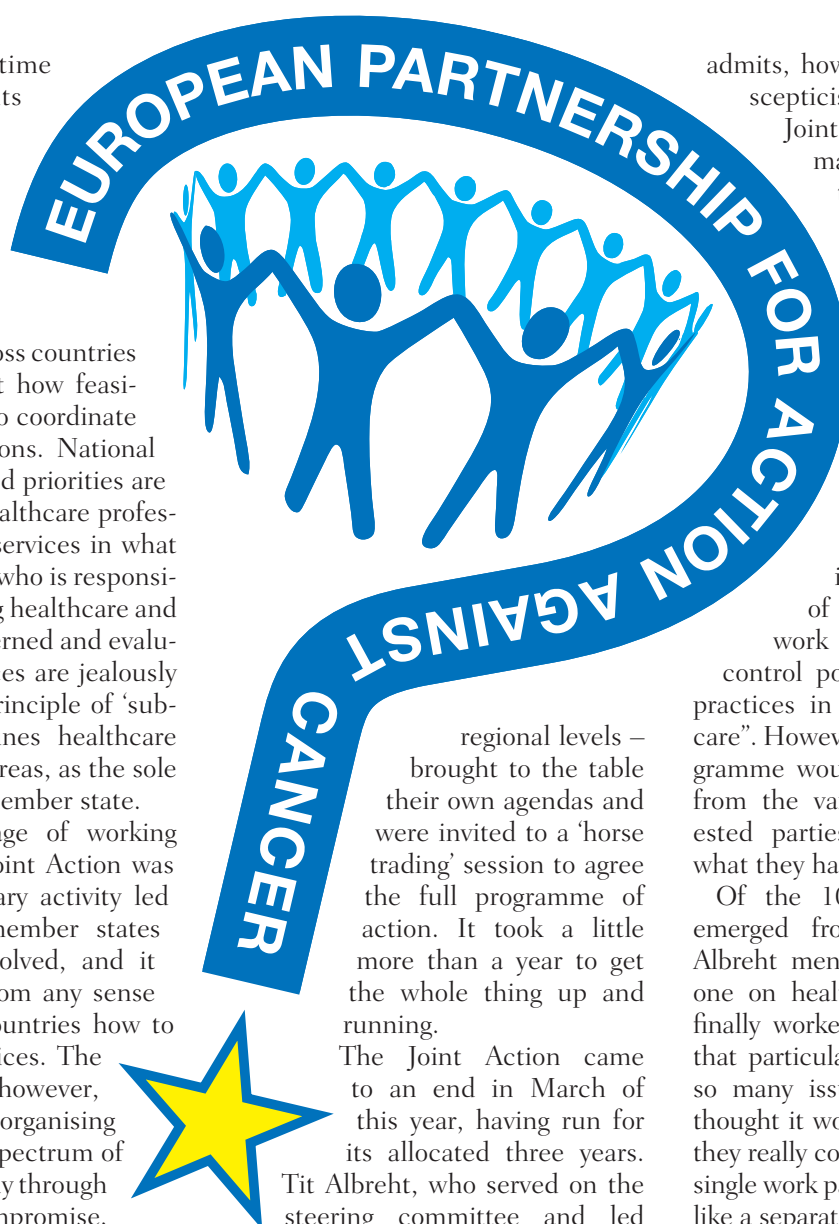 EUROPEAN PARTNERSHIP FOR ACTION AGAINST CANCER
time
ts
oss countries
t how feasi-
o coordinate
ons. National
d priorities are
althcare profes-
services in what
who is responsi-
g healthcare and
erned and evalu-
es are jealously
rinciple of ‘sub-
ines healthcare
reas, as the sole
ember state.
ge of working
oint Action was
ary activity led
member states
olved, and it
om any sense
ountries how to
ices. The
however,
organising
pectrum of
y through
mpromise.
regional levels –
brought to the table
their own agendas and
were invited to a ‘horse
trading’ session to agree
the full programme of
action. It took a little
more than a year to get
the whole thing up and
running.
The Joint Action came
to an end in March of
this year, having run for
its allocated three years.
Tit Albreht, who served on the
steering committee and led
admits, how
scepticis
Joint
ma
of
work
control po
practices in
care”. Howev
gramme wou
from the va
ested parties
what they ha
Of the 10
emerged fro
Albreht men
one on heal
finally worke
that particula
so many iss
thought it wo
they really co
single work pa
like a separat